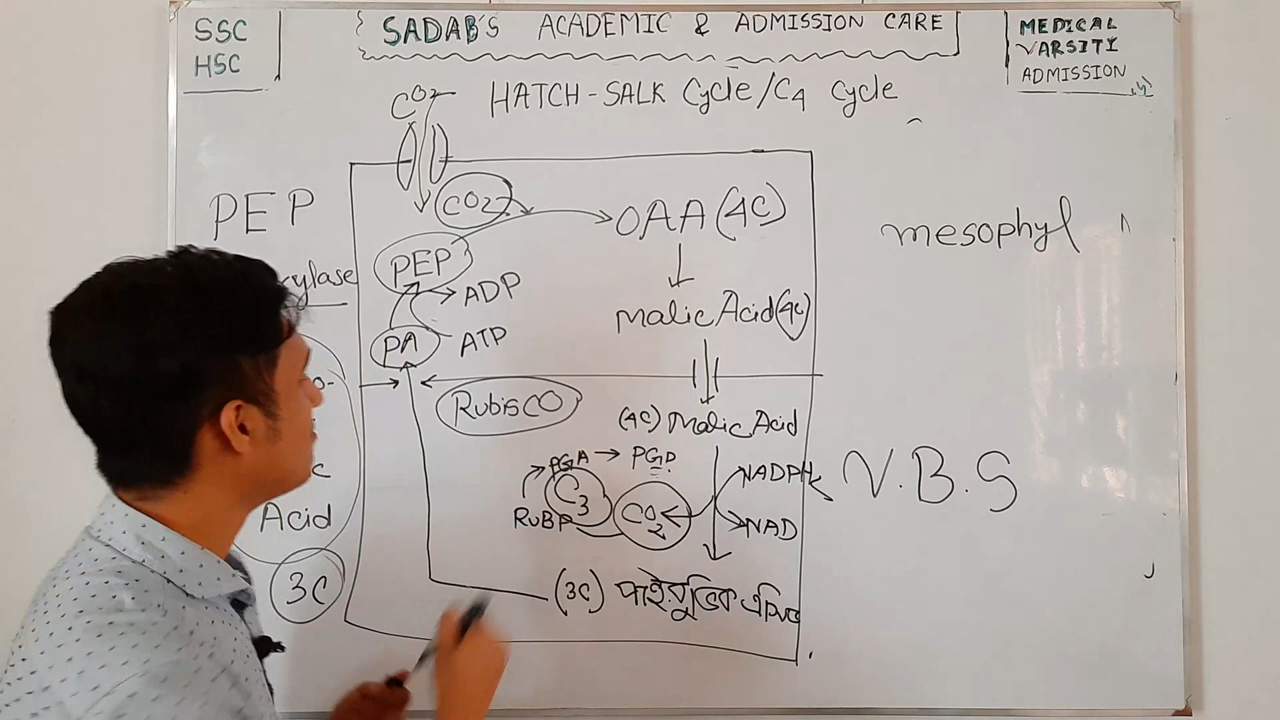 SSC
HSC
SADAB'S ACADEMIC & ADMISSION CARE
MEDICAL
VARSITY
ADMISSION
HATCH-SALK Cycle/C4 Cycle
CO2
PEP
CO2
OAA (4C)
mesophyl
PEP
ADP
Malic Acid (4C)
PA
ATP
RubisCO
(4C) Malic Acid
PGA → PGD
NADPH
V.B.S
C3
RuBP
CO2
NAD
Acid
3C
(3C) পাইরুভিক এসিড